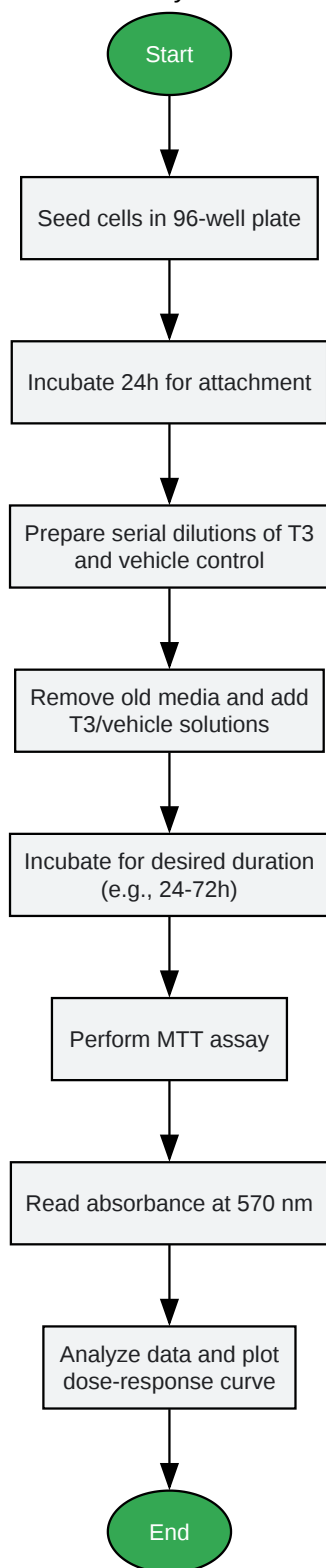 Start
Seed cells in 96-well plate
Incubate 24h for attachment
Prepare serial dilutions of T3
and vehicle control
Remove old media and add
T3/vehicle solutions
Incubate for desired duration
(e.g., 24-72h)
Perform MTT assay
Read absorbance at 570 nm
Analyze data and plot
dose-response curve
End